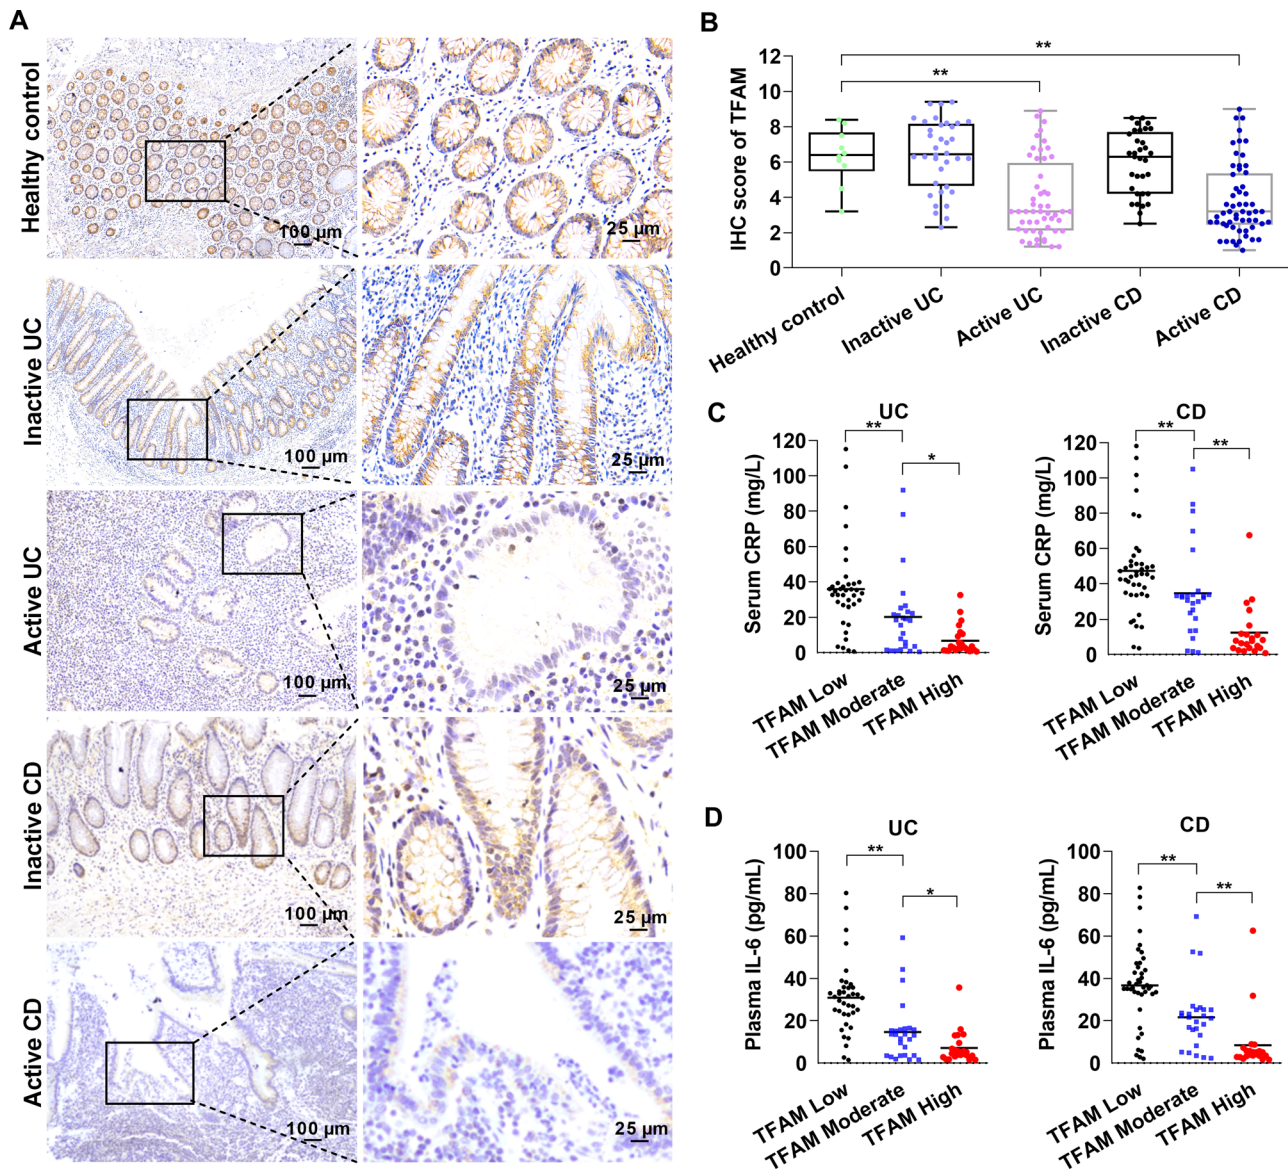 A
Healthy control
100 µm
25 µm
Inactive UC
100 µm
25 µm
Active UC
100 µm
25 µm
Inactive CD
100 µm
25 µm
Active CD
100 µm
25 µm
B
IHC score of TFAM
12
10
8
6
4
2
0
**
**
Healthy control
Inactive UC
Active UC
Inactive CD
Active CD
C
UC
Serum CRP (mg/L)
120
100
80
60
40
20
0
**
*
TFAM Low
TFAM Moderate
TFAM High
CD
Serum CRP (mg/L)
120
100
80
60
40
20
0
**
**
TFAM Low
TFAM Moderate
TFAM High
D
UC
Plasma IL-6 (pg/mL)
100
80
60
40
20
0
**
*
TFAM Low
TFAM Moderate
TFAM High
CD
Plasma IL-6 (pg/mL)
100
80
60
40
20
0
**
**
TFAM Low
TFAM Moderate
TFAM High